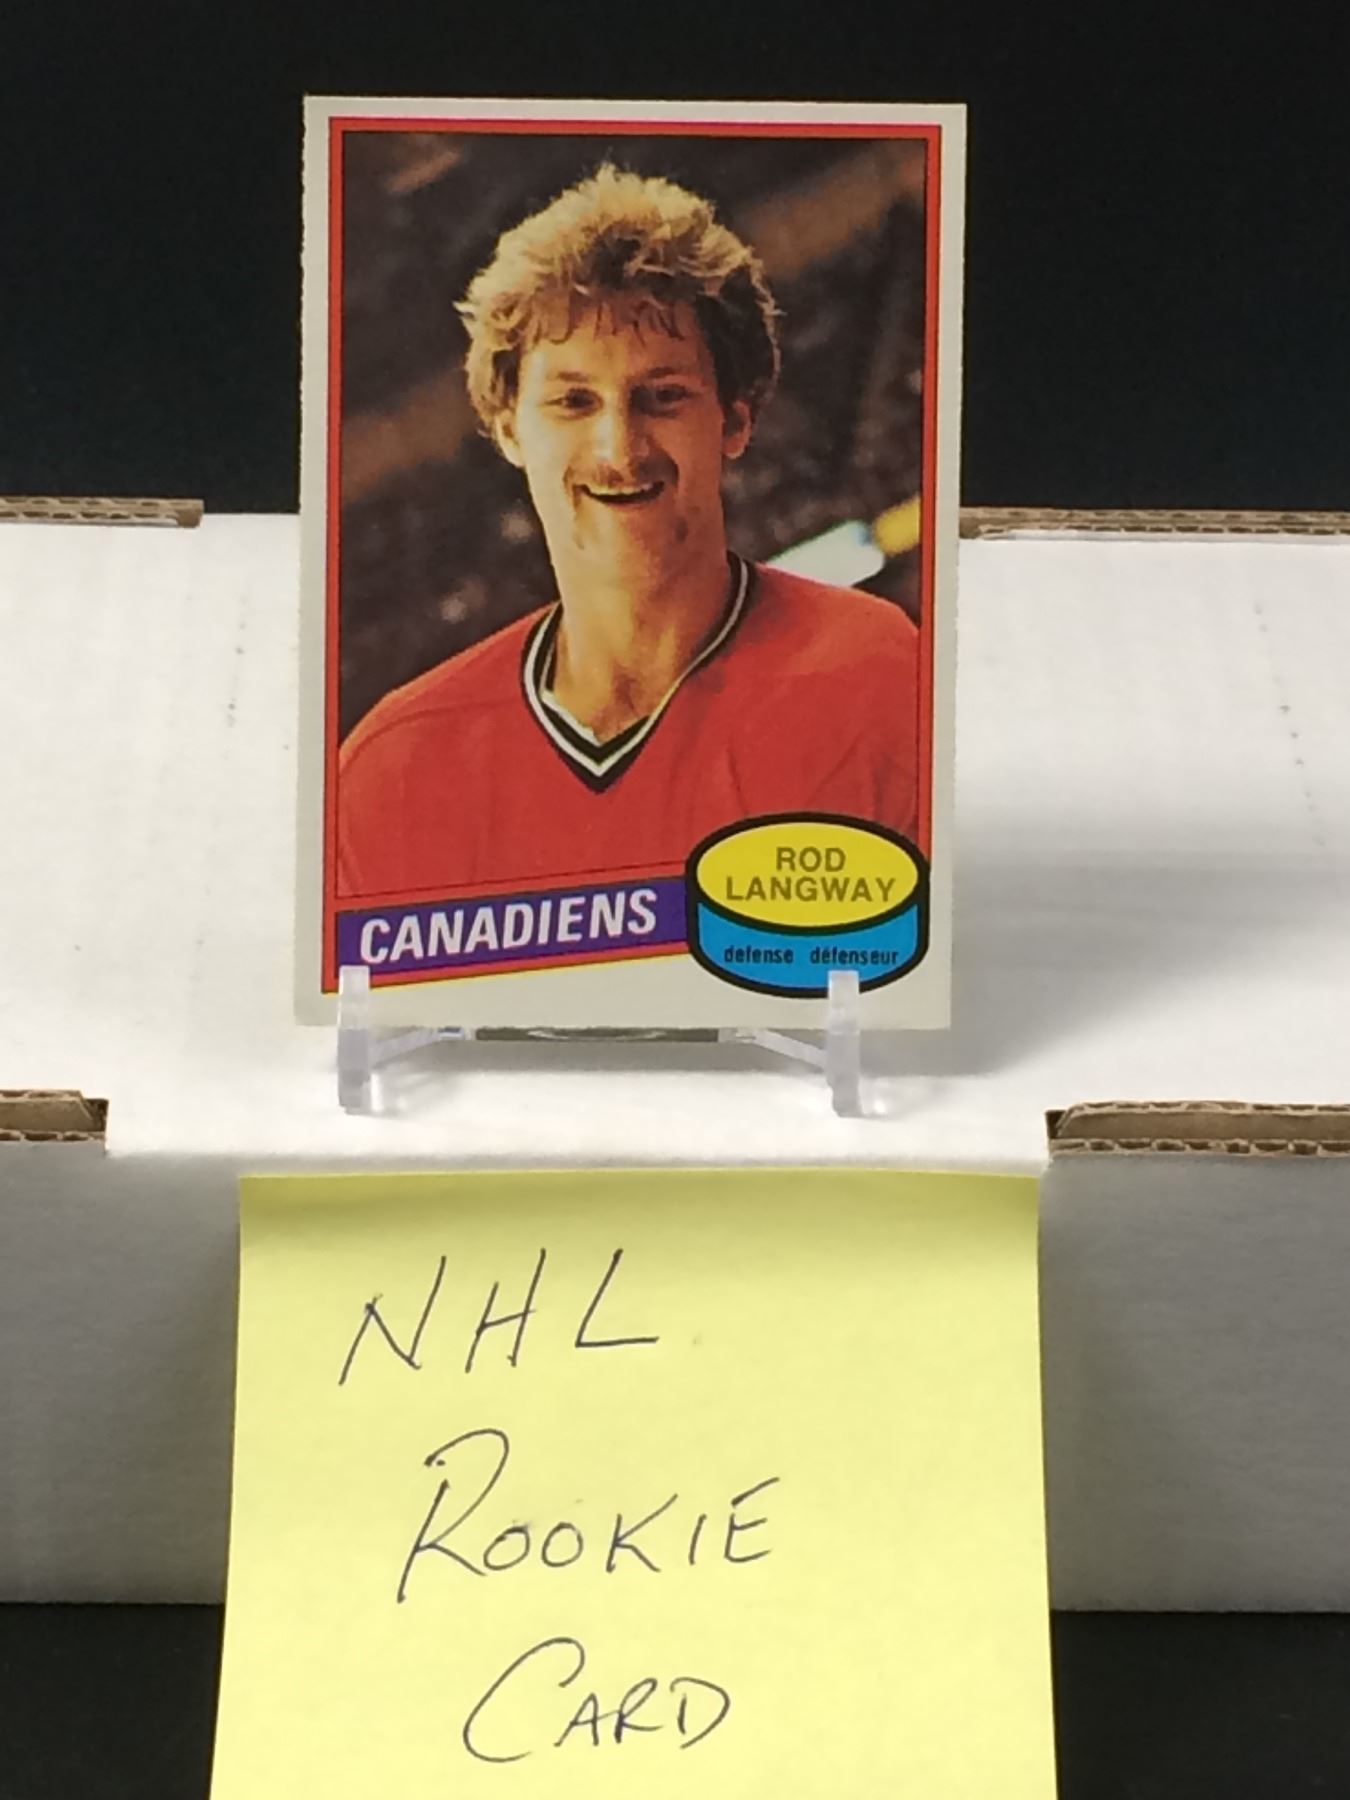 CANADIENS
ROD
LANGWAY
defense défenseur
NHL
ROOKIE
CARD